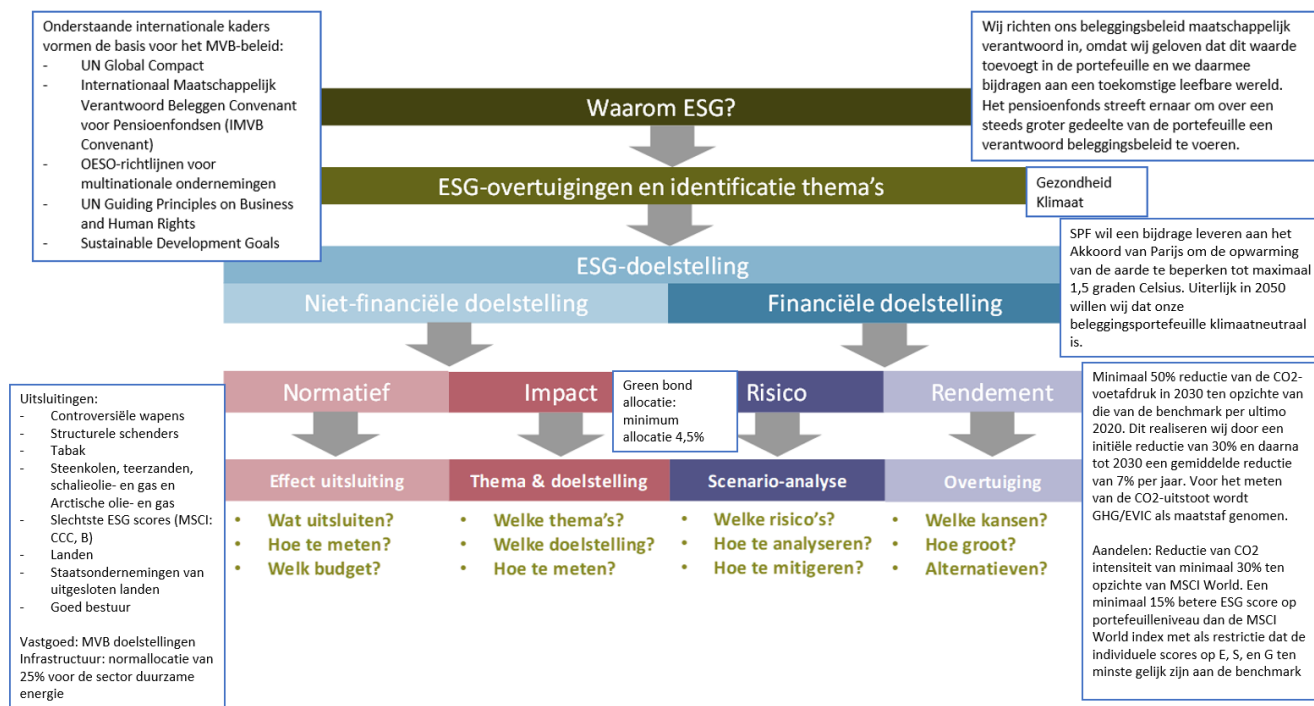 Onderstaande internationale kaders
vormen de basis voor het MVB-beleid:
- UN Global Compact
- Internationaal Maatschappelijk
Verantwoord Beleggen Convenant
voor Pensioenfondsen (IMVB
Convenant)
- OESO-richtlijnen voor
multinationale ondernemingen
- UN Guiding Principles on Business
and Human Rights
- Sustainable Development Goals
Wij richten ons beleggingsbeleid maatschappelijk
verantwoord in, omdat wij geloven dat dit waarde
toevoegt in de portefeuille en we daarmee
bijdragen aan een toekomstige leefbare wereld.
Het pensioenfonds streeft ernaar om over een
steeds groter gedeelte van de portefeuille een
verantwoord beleggingsbeleid te voeren.
Waarom ESG?
ESG-overtuigingen en identificatie thema's
Gezondheid
Klimaat
SPF wil een bijdrage leveren aan het
Akkoord van Parijs om de opwarming
van de aarde te beperken tot maximaal
1,5 graden Celsius. Uiterlijk in 2050
willen wij dat onze
beleggingsportefeuille klimaatneutraal
is.
ESG-doelstelling
Niet-financiële doelstelling
Financiële doelstelling
Uitsluitingen:
- Controversiële wapens
- Structurele schenders
- Tabak
- Steenkolen, teerzanden,
schalieolie- en gas en
Arctische olie- en gas
- Slechtste ESG scores (MSCI:
CCC, B)
- Landen
- Staatsondernemingen van
uitgesloten landen
- Goed bestuur
Vastgoed: MVB doelstellingen
Infrastructuur: normallocatie van
25% voor de sector duurzame
energie
Normatief
Impact
Green bond
allocatie:
minimum
allocatie 4,5%
Risico
Rendement
Effect uitsluiting
Thema & doelstelling
Scenario-analyse
Overtuiging
• Wat uitsluiten?
• Hoe te meten?
• Welk budget?
• Welke thema's?
• Welke doelstelling?
• Hoe te meten?
• Welke risico's?
• Hoe te analyseren?
• Hoe te mitigeren?
• Welke kansen?
• Hoe groot?
• Alternatieven?
Minimaal 50% reductie van de CO2-
voetafdruk in 2030 ten opzichte van
die van de benchmark per ultimo
2020. Dit realiseren wij door een
initiële reductie van 30% en daarna
tot 2030 een gemiddelde reductie
van 7% per jaar. Voor het meten
van de CO2-uitstoot wordt
GHG/EVIC als maatstaf genomen.
Aandelen: Reductie van CO2
intensiteit van minimaal 30% ten
opzichte van MSCI World. Een
minimaal 15% betere ESG score op
portefeuilleniveau dan de MSCI
World index met als restrictie dat de
individuele scores op E, S, en G ten
minste gelijk zijn aan de benchmark